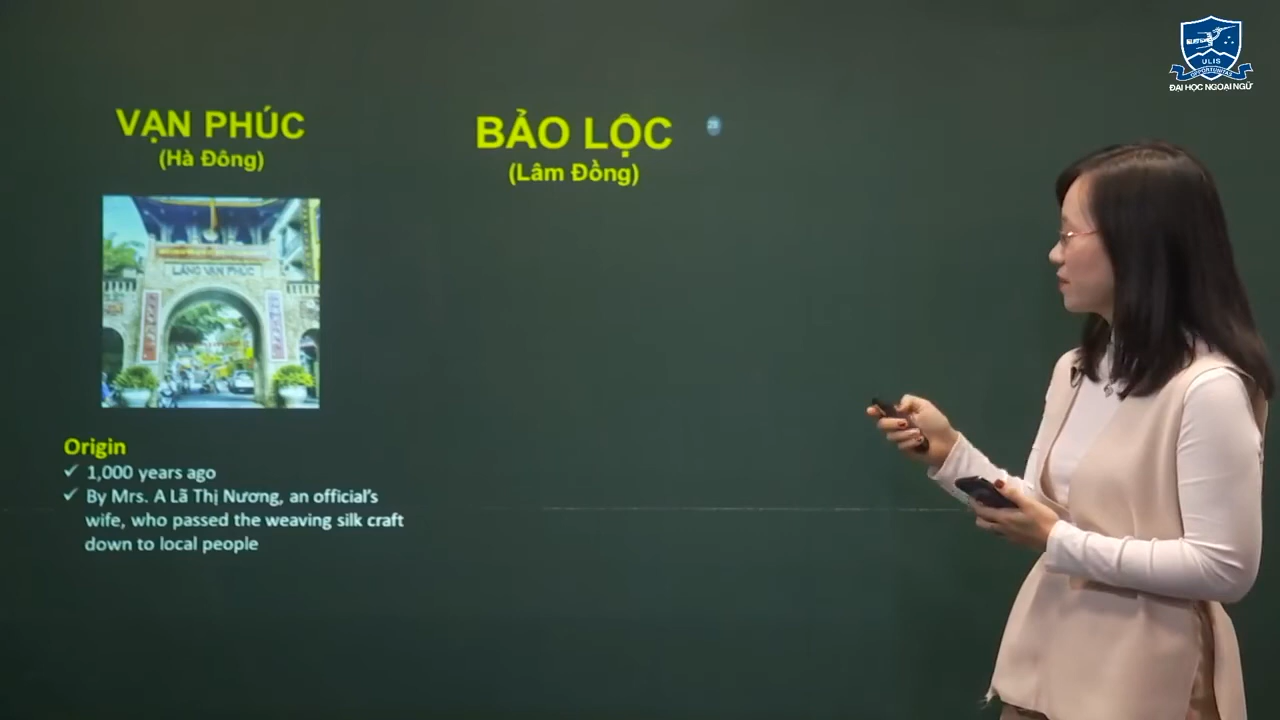 VẠN PHÚC
(Hà Đông)
LÀNG VẠN PHÚC
Origin
✓ 1,000 years ago
✓ By Mrs. A Lã Thị Nương, an official's
wife, who passed the weaving silk craft
down to local people
BẢO LỘC
(Lâm Đồng)
ULIS
ĐẠI HỌC NGOẠI NGỮ